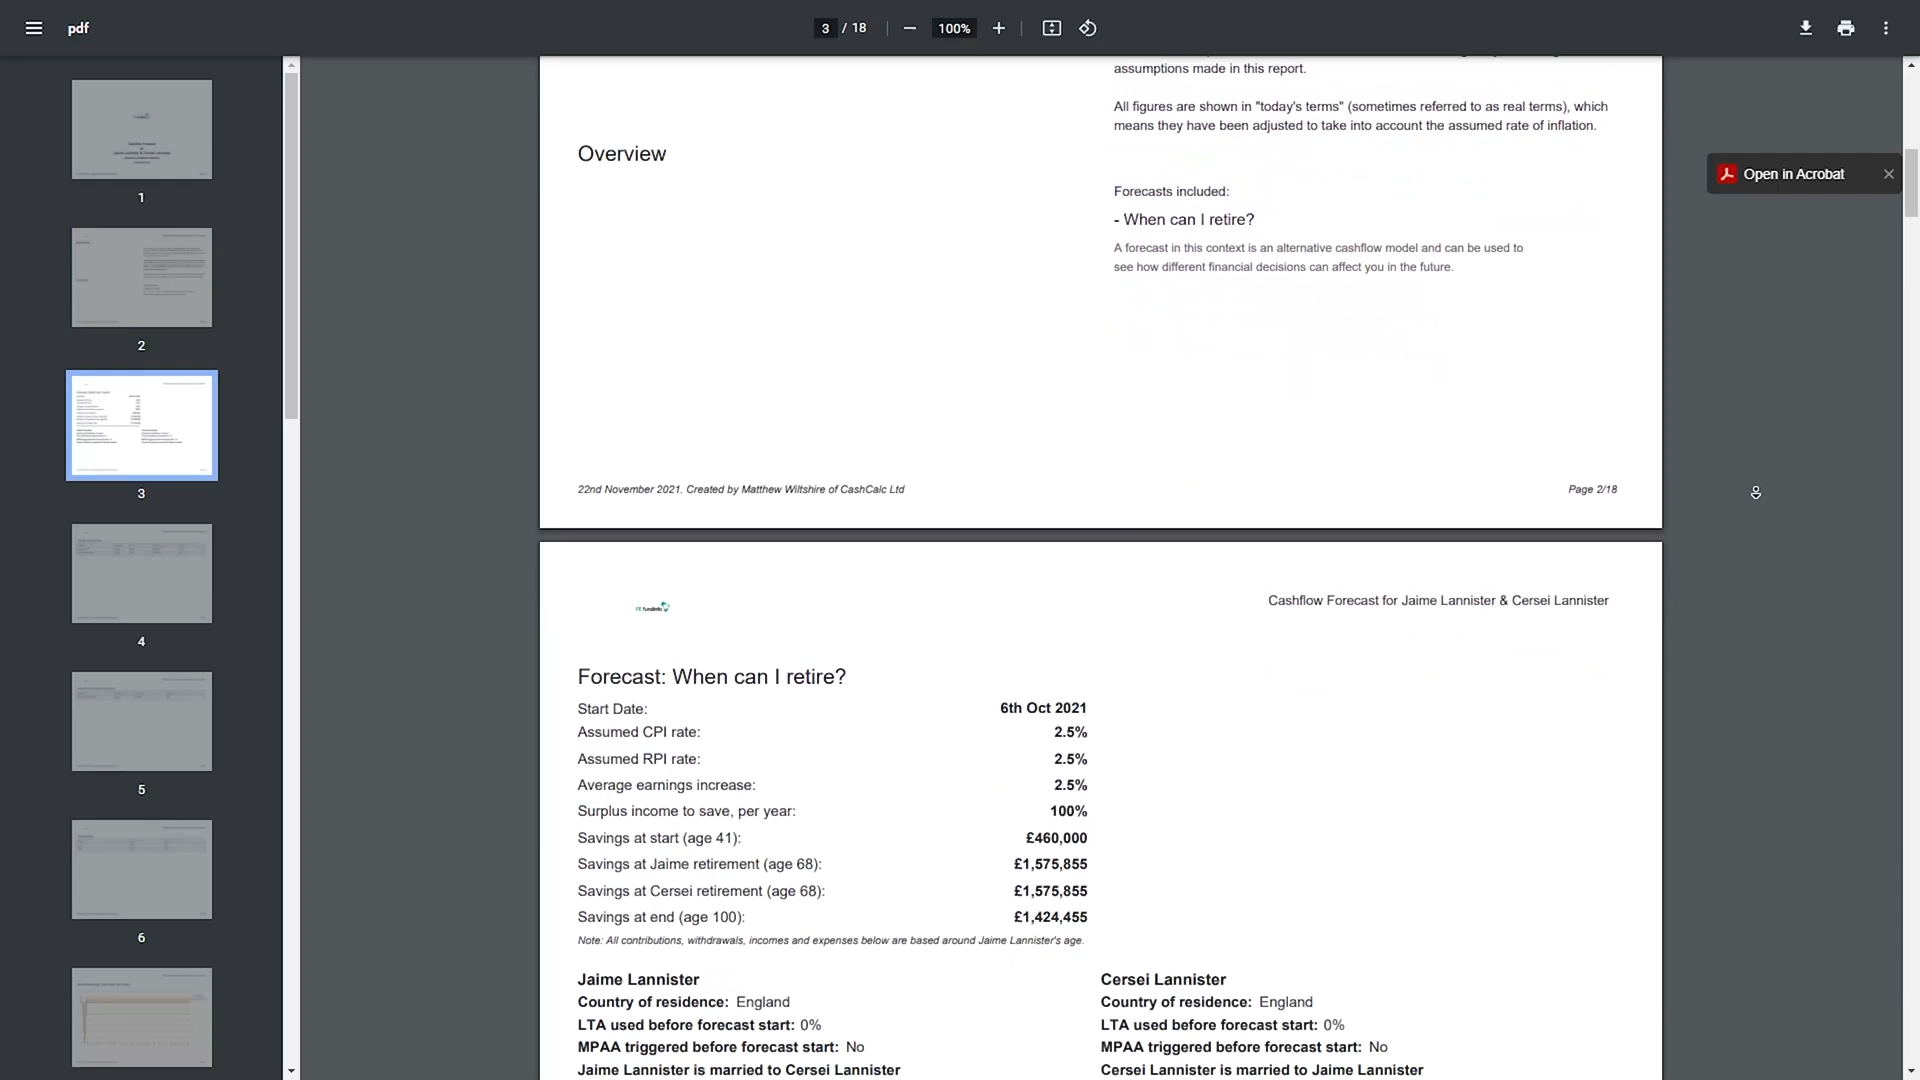 pdf
3 / 18
100%
1
2
3
4
5
6
assumptions made in this report.
All figures are shown in "today's terms" (sometimes referred to as real terms), which
means they have been adjusted to take into account the assumed rate of inflation.
Overview
Open in Acrobat
Forecasts included:
- When can I retire?
A forecast in this context is an alternative cashflow model and can be used to
see how different financial decisions can affect you in the future.
22nd November 2021. Created by Matthew Wiltshire of CashCalc Ltd
Page 2/18
FE fundinfo
Cashflow Forecast for Jaime Lannister & Cersei Lannister
Forecast: When can I retire?
Start Date: 6th Oct 2021
Assumed CPI rate: 2.5%
Assumed RPI rate: 2.5%
Average earnings increase: 2.5%
Surplus income to save, per year: 100%
Savings at start (age 41): £460,000
Savings at Jaime retirement (age 68): £1,575,855
Savings at Cersei retirement (age 68): £1,575,855
Savings at end (age 100): £1,424,455
Note: All contributions, withdrawals, incomes and expenses below are based around Jaime Lannister's age.
Jaime Lannister
Country of residence: England
LTA used before forecast start: 0%
MPAA triggered before forecast start: No
Jaime Lannister is married to Cersei Lannister
Cersei Lannister
Country of residence: England
LTA used before forecast start: 0%
MPAA triggered before forecast start: No
Cersei Lannister is married to Jaime Lannister